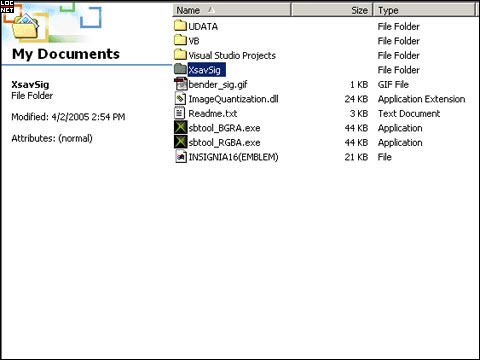 LOC
NET
My Documents
XsavSig
File Folder
Modified: 4/2/2005 2:54 PM
Attributes: (normal)
Name Size Type
UDATA File Folder
VB File Folder
Visual Studio Projects File Folder
XsavSig File Folder
bender_sig.gif 1 KB GIF File
ImageQuantization.dll 24 KB Application Extension
Readme.txt 3 KB Text Document
sbtool_BGRA.exe 44 KB Application
sbtool_RGBA.exe 44 KB Application
INSIGNIA16(EMBLEM) 21 KB File